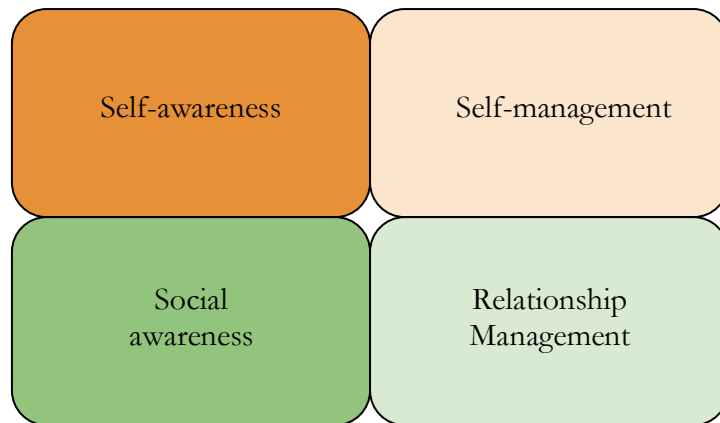 Self-awareness
Self-management
Social
awareness
Relationship
Management